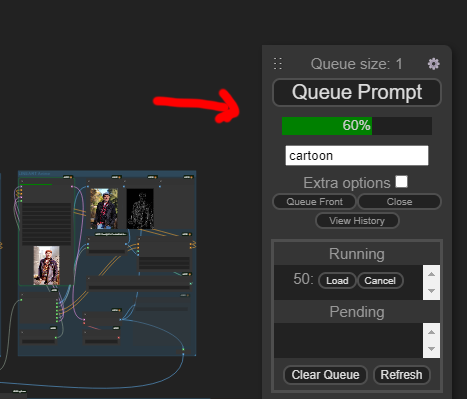 Queue size: 1
Queue Prompt
60%
cartoon
Extra options
Queue Front Close
View History
Running
50: Load Cancel
Pending
Clear Queue Refresh